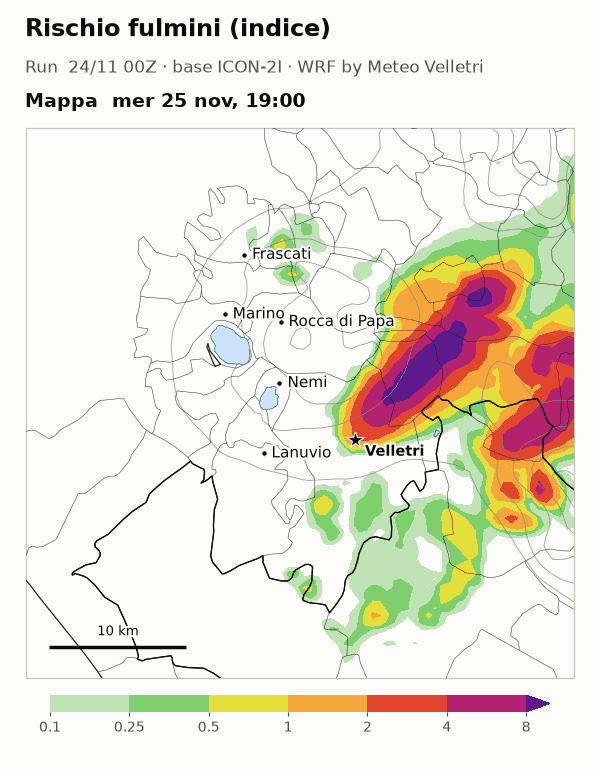 Rischio fulmini (indice)
Run  24/11 00Z · base ICON-2I · WRF by Meteo Velletri
Mappa  mer 25 nov, 19:00
Frascati
Marino
Rocca di Papa
Nemi
Velletri
Lanuvio
10 km
0.1 0.25 0.5 1 2 4 8